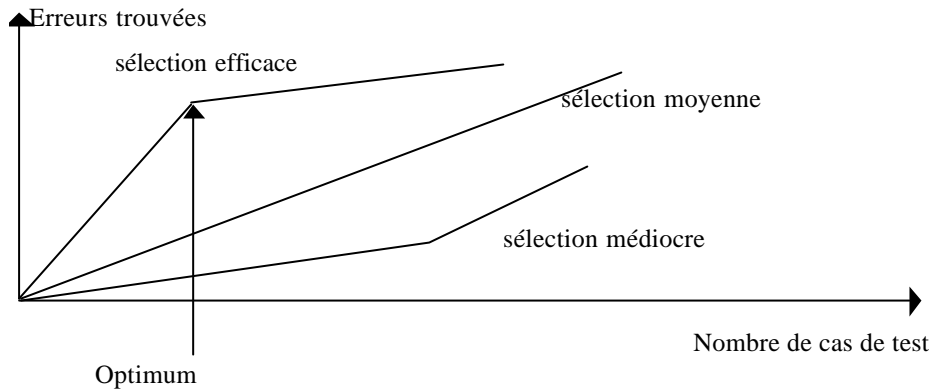 Erreurs trouvées
sélection efficace
sélection moyenne
sélection médiocre
Nombre de cas de test
Optimum